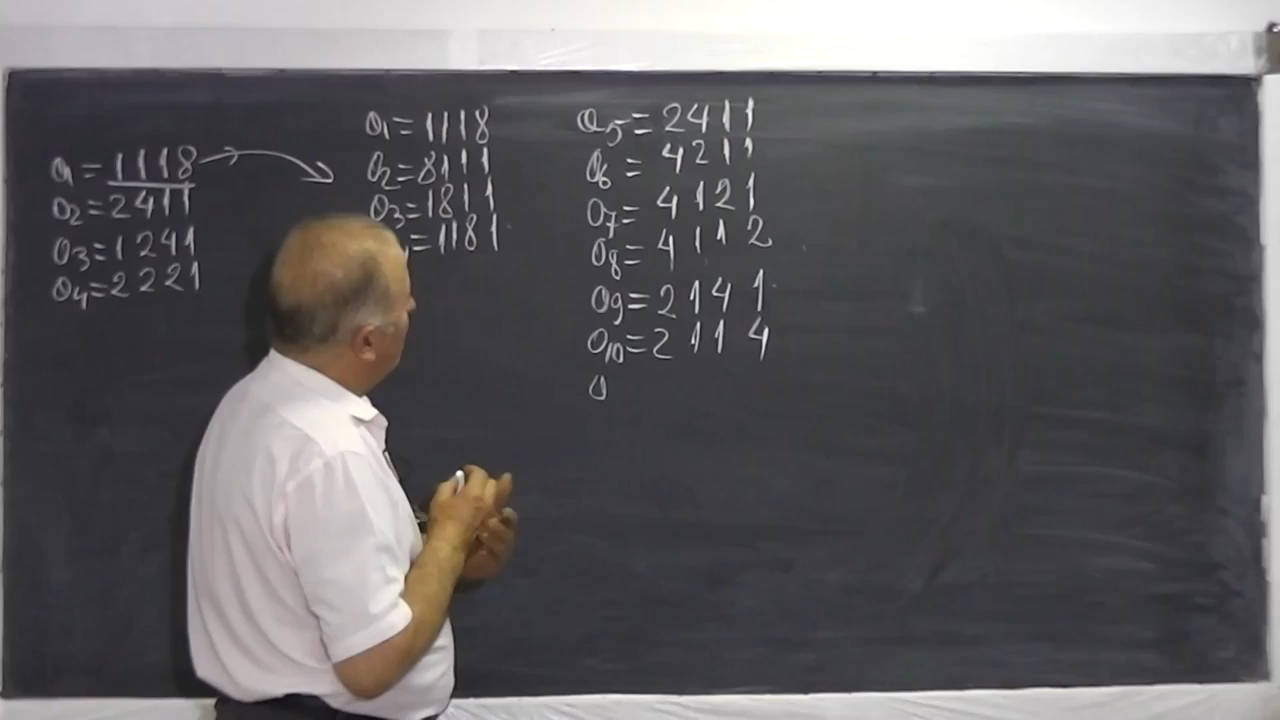 a1 = 1118
a2 = 2411
a3 = 1241
a4 = 2221
a1 = 1118
a2 = 8111
a3 = 1811
= 1181
a5 = 2411
a6 = 4211
a7 = 4121
a8 = 4112
a9 = 2141
a10 = 2114
a